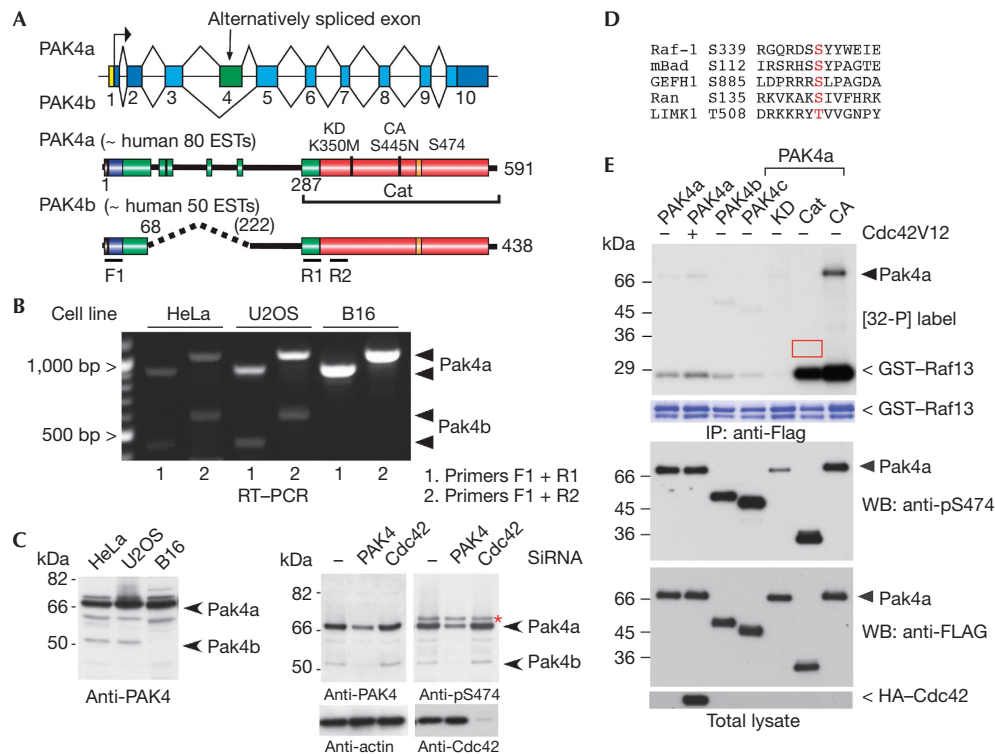 A
Alternatively spliced exon
PAK4a
PAK4b
1 2 3 4 5 6 7 8 9 10
PAK4a (~ human 80 ESTs)
KD
K350M
CA
S445N
S474
1
287
591
Cat
PAK4b (~ human 50 ESTs)
68
(222)
438
F1
R1
R2
B
Cell line
HeLa
U2OS
B16
1,000 bp >
500 bp >
Pak4a
Pak4b
1 2 1 2 1 2
RT–PCR
1. Primers F1 + R1
2. Primers F1 + R2
C
kDa
HeLa
U2OS
B16
82 -
66 -
50 -
Pak4a
Pak4b
Anti-PAK4
kDa
– PAK4 Cdc42 – PAK4 Cdc42
SiRNA
82 -
66 -
50 -
*
Pak4a
Pak4b
Anti-PAK4
Anti-pS474
Anti-actin
Anti-Cdc42
D
Raf-1 S339 RGQRDSSYYWEIE
mBad S112 IRSRHSSYPAGTE
GEFH1 S885 LDPRRRSLPAGDA
Ran S135 RKVKAKSIVFHRK
LIMK1 T508 DRKKRYTVVGNPY
E
PAK4a
PAK4a PAK4a PAK4b PAK4c KD Cat CA
– + – – – – –
Cdc42V12
kDa
66 –
45 –
36 –
29 –
Pak4a
[32-P] label
< GST–Raf13
< GST–Raf13
IP: anti-Flag
66 –
45 –
36 –
Pak4a
WB: anti-pS474
66 –
45 –
36 –
Pak4a
WB: anti-FLAG
< HA–Cdc42
Total lysate